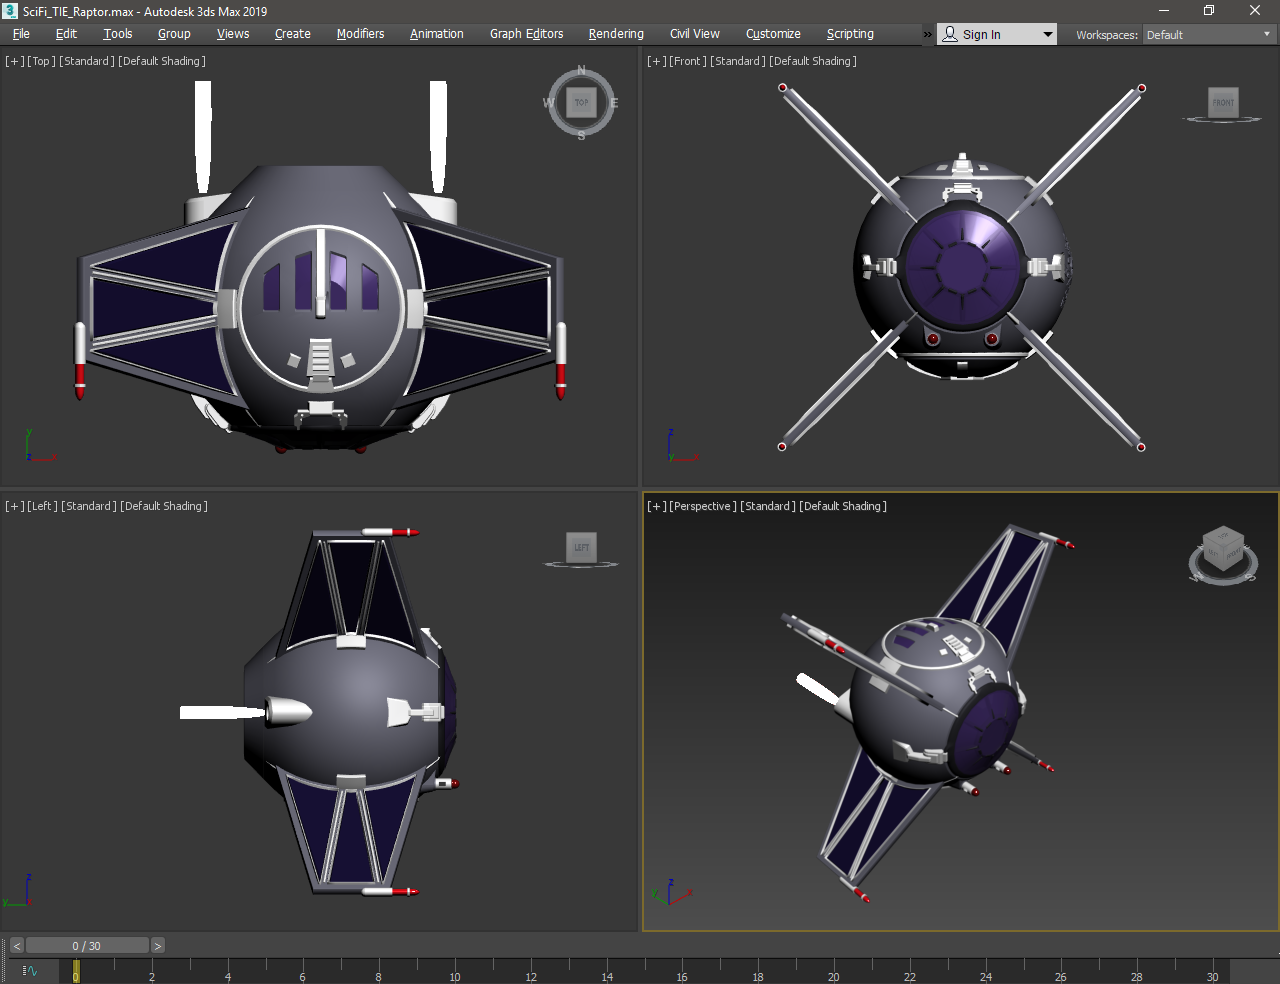 3 SciFi_TIE_Raptor.max - Autodesk 3ds Max 2019
File Edit Tools Group Views Create Modifiers Animation Graph Editors Rendering Civil View Customize Scripting » Sign In Workspaces: Default
[+] [Top] [Standard] [Default Shading]
N
W TOP E
S
y
z x
[+] [Front] [Standard] [Default Shading]
FRONT
z
y x
[+] [Left] [Standard] [Default Shading]
LEFT
z
y
[+] [Perspective] [Standard] [Default Shading]
W S
z
y x
< 0 / 30 >
0 2 4 6 8 10 12 14 16 18 20 22 24 26 28 30